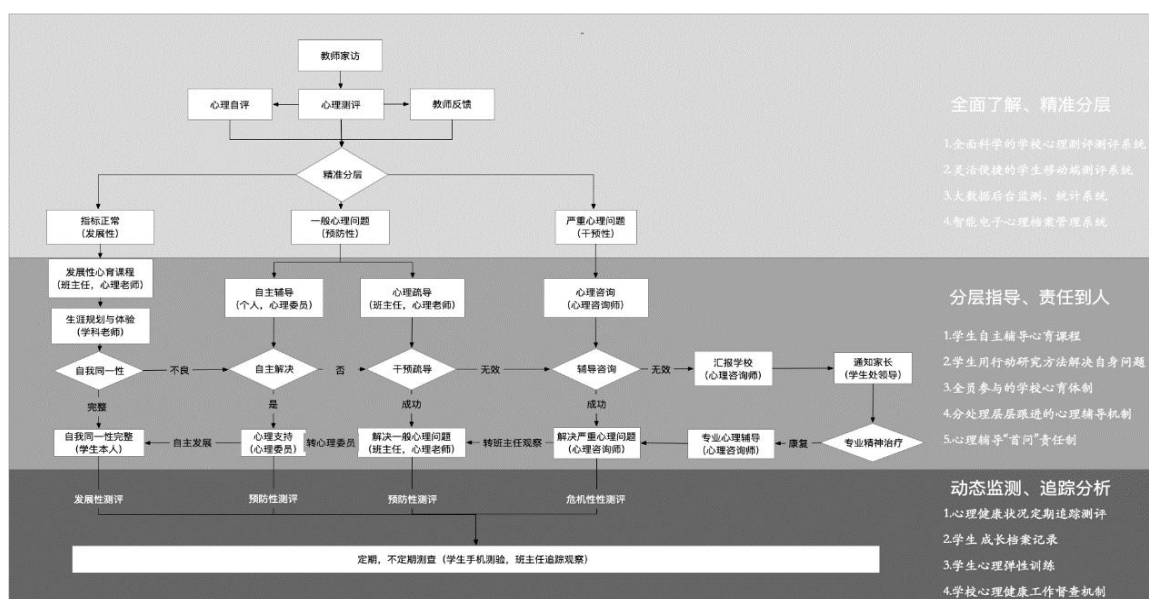 教师家访
心理自评
心理测评
教师反馈
精准分层
指标正常
(发展性)
一般心理问题
(预防性)
严重心理问题
(干预性)
全面了解、精准分层
1.全面科学的学校心理测评测评系统
2.灵活便捷的学生移动端测评系统
3.大数据后台监测、统计系统
4.智能电子心理档案管理系统
发展性心育课程
(班主任，心理老师)
自主辅导
(个人，心理委员)
心理疏导
(班主任，心理老师)
心理咨询
(心理咨询师)
生涯规划与体验
(学科老师)
自我同一性
不良
自主解决
否
干预疏导
无效
辅导咨询
无效
汇报学校
(心理咨询师)
通知家长
(学生处领导)
完整
是
成功
成功
自我同一性完整
(学生本人)
自主发展
心理支持
(心理委员)
转心理委员
解决一般心理问题
(班主任，心理老师)
转班主任观察
解决严重心理问题
(心理咨询师)
专业心理辅导
(心理咨询师)
康复
专业精神治疗
分层指导、责任到人
1.学生自主辅导心育课程
2.学生用行动研究方法解决自身问题
3.全员参与的学校心育体制
4.分处理层层跟进的心理辅导机制
5.心理辅导“首问”责任制
发展性测评
预防性测评
预防性测评
危机性性测评
定期，不定期测查（学生手机测验，班主任追踪观察）
动态监测、追踪分析
1.心理健康状况定期追踪测评
2.学生 成长档案记录
3.学生心理弹性训练
4.学校心理健康工作督查机制